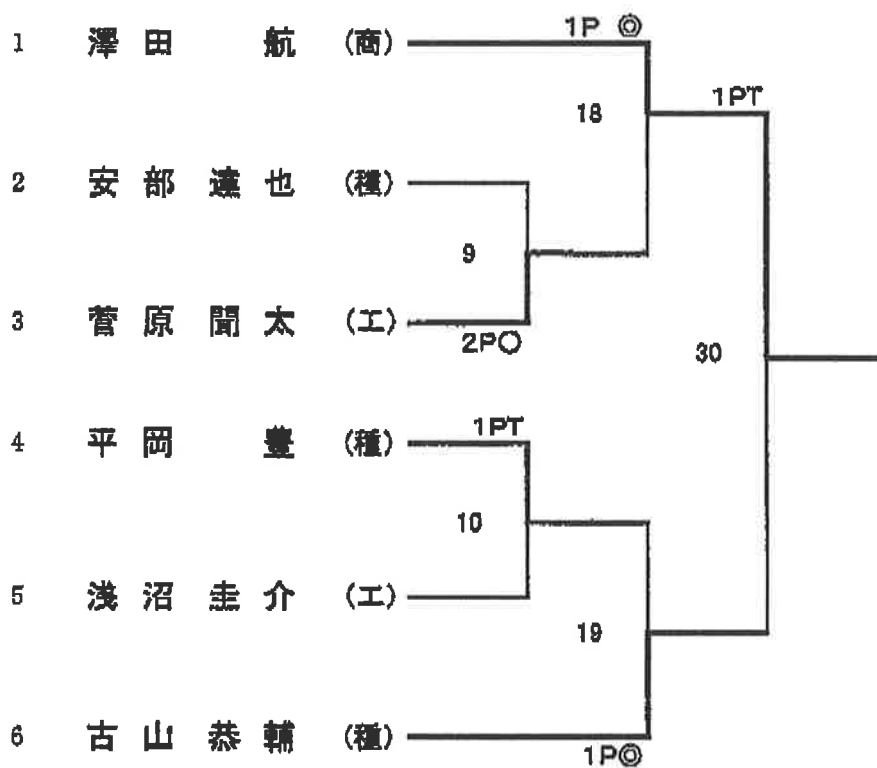 1P ◎
1 澤田 航 (商)
1PT
18
2 安部達也 (種)
9
3 菅原聞太 (工)
2P○
30
4 平岡 豊 (種)
1PT
10
5 浅沼圭介 (工)
19
6 古山恭輔 (種)
1P◎